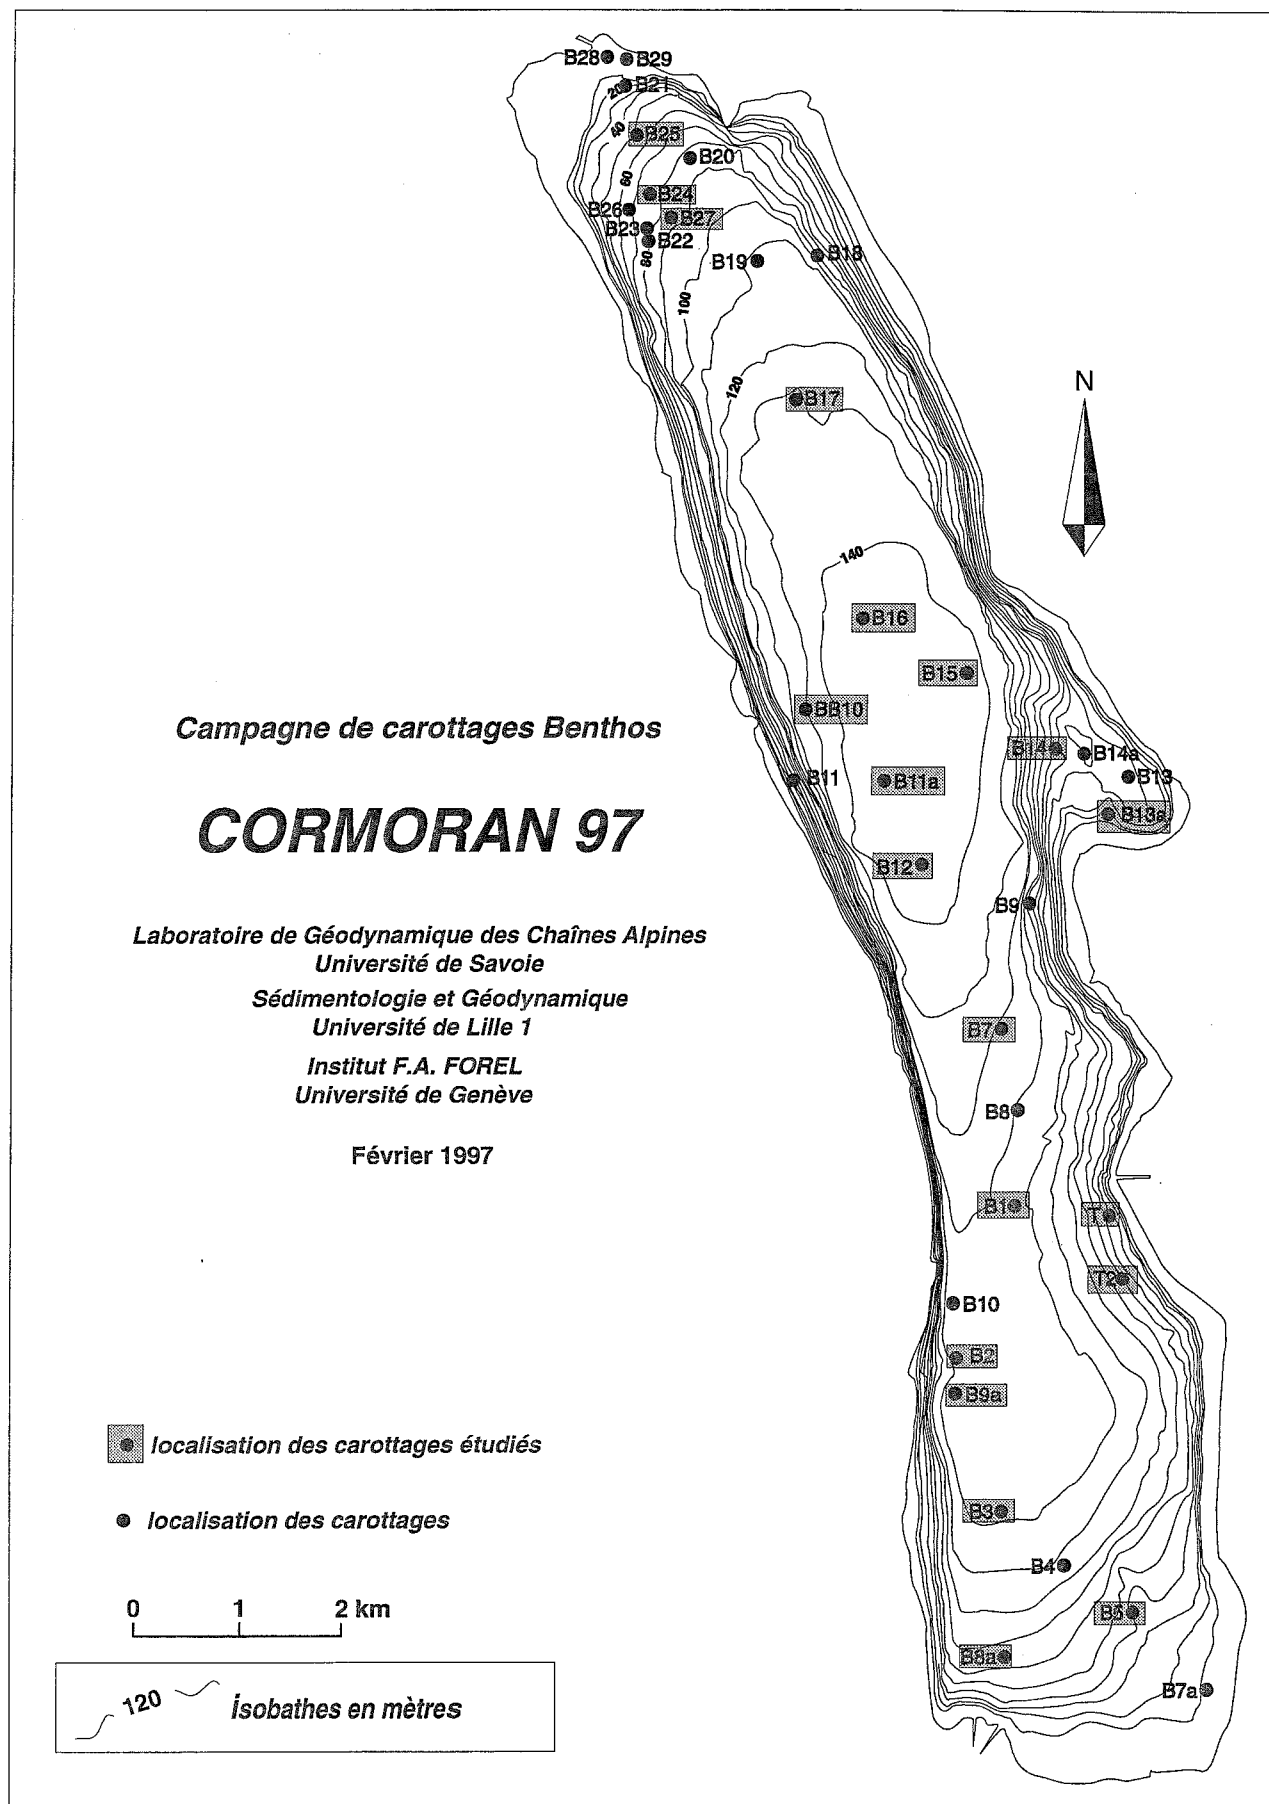 B28
B29
20
B21
40
B25
B20
60
B24
B26
B27
B23
B22
80
B19
B18
100
120
B17
N
140
B16
B15
BB10
B14
B14a
B13
B11
B11a
B13a
B12
B9
B7
B8
B1
T1
T2
B10
B2
B9a
B3
B4
B5
B8a
B7a
Campagne de carottages Benthos
CORMORAN 97
Laboratoire de Géodynamique des Chaînes Alpines
Université de Savoie
Sédimentologie et Géodynamique
Université de Lille 1
Institut F.A. FOREL
Université de Genève
Février 1997
localisation des carottages étudiés
localisation des carottages
0 1 2 km
120 Isobathes en mètres